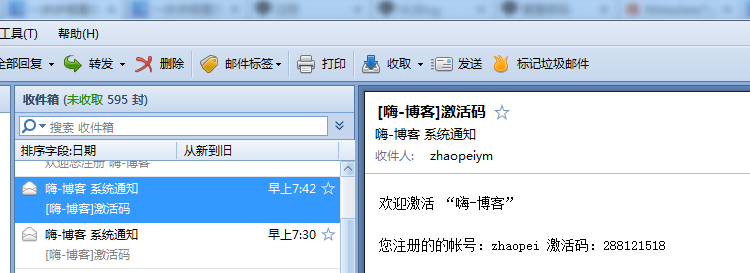 工具(T) 帮助(H)
全部回复 转发 删除 邮件标签 打印 收取 发送 标记垃圾邮件
收件箱 (未收取 595 封)
搜索 收件箱
排序字段:日期 从新到旧
欢迎您注册 嗨-博客
嗨-博客 系统通知 早上7:42
[嗨-博客]激活码
嗨-博客 系统通知 早上7:30
[嗨-博客]激活码
[嗨-博客]激活码
嗨-博客 系统通知
收件人: zhaopeiym
欢迎激活 “嗨-博客”
您注册的的帐号：zhaopei 激活码：288121518